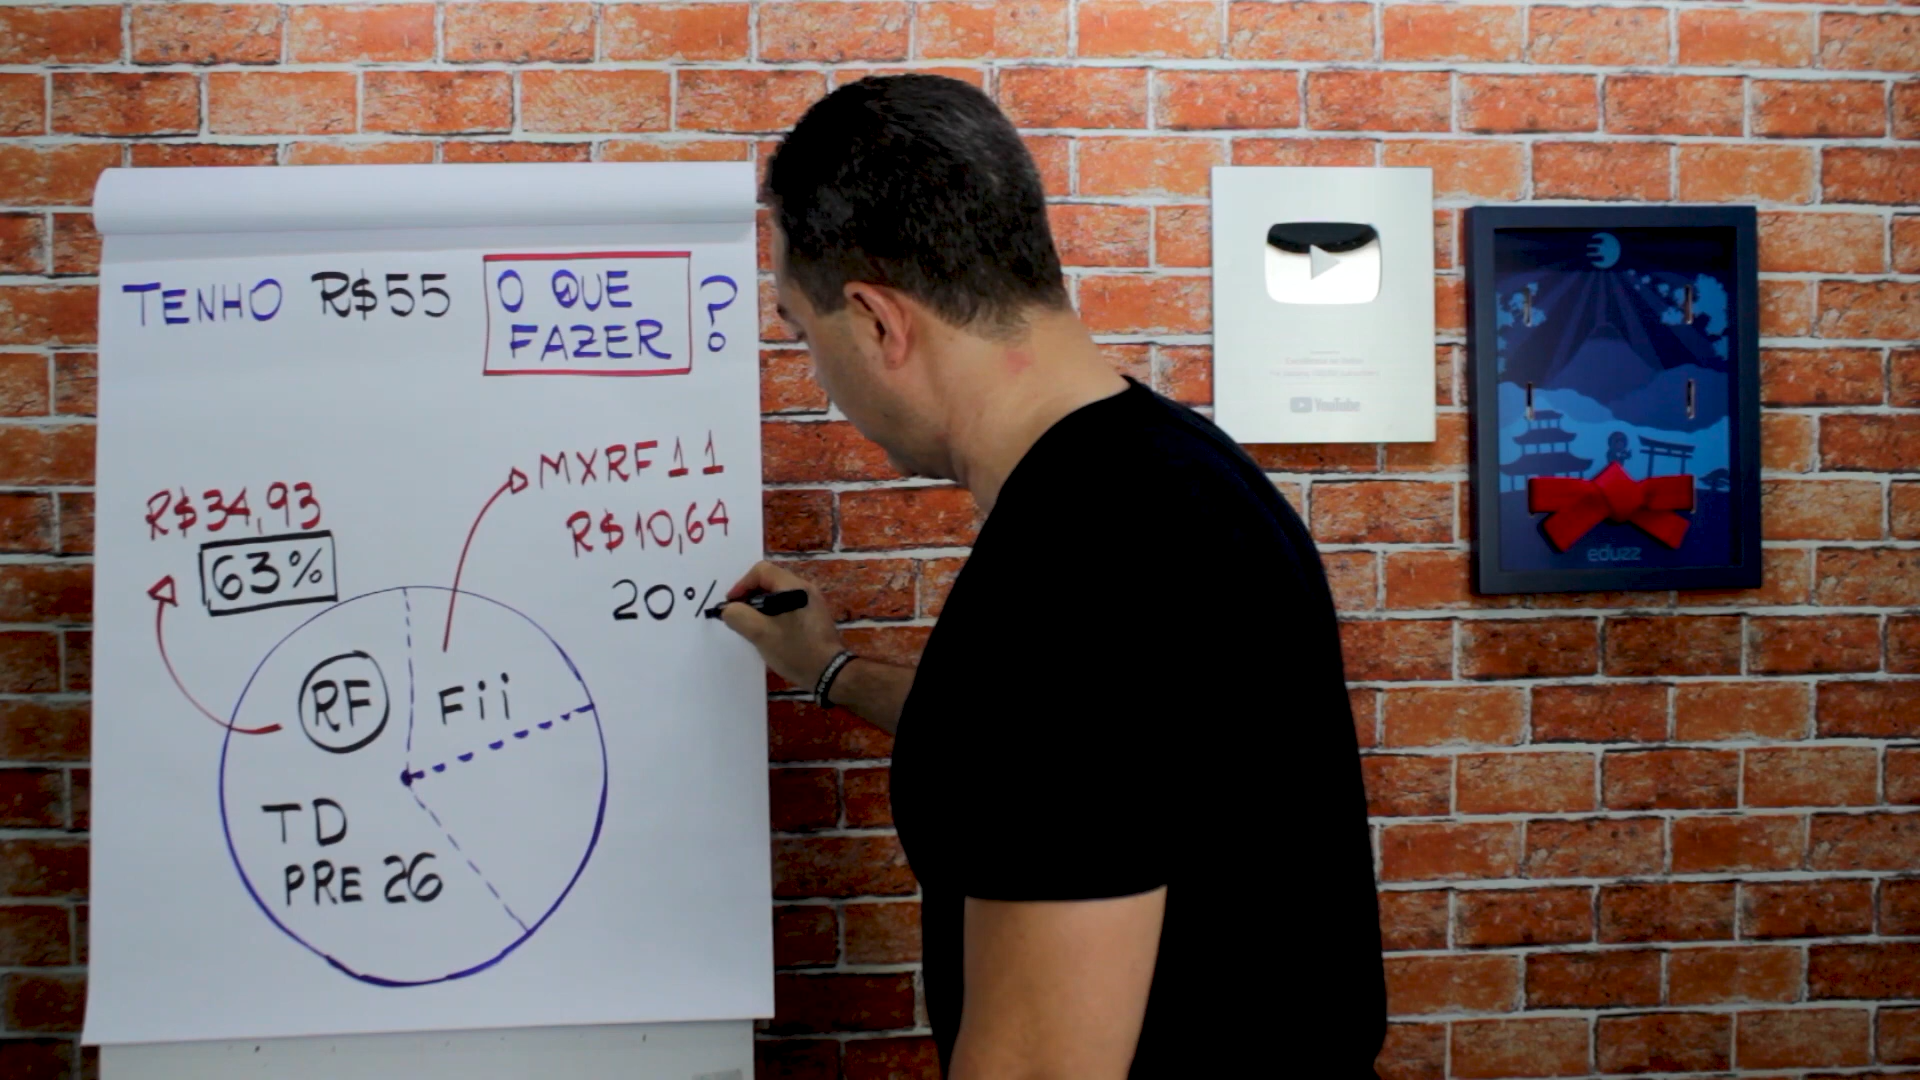 TENHO R$55 O QUE FAZER ?
R$34,93
63%
MXRF11
R$10,64
20%
RF
Fii
TD
PRE 26
YouTube
eduzz